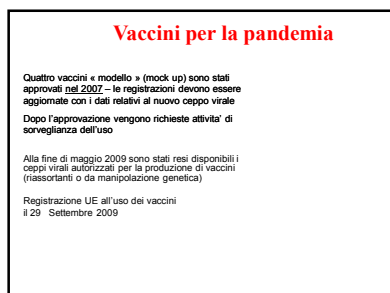 Vaccini per la pandemia
Quattro vaccini « modello » (mock up) sono stati
approvati nel 2007 – le registrazioni devono essere
aggiornate con i dati relativi al nuovo ceppo virale
Dopo l'approvazione vengono richieste attivita' di
sorveglianza dell'uso
Alla fine di maggio 2009 sono stati resi disponibili i
ceppi virali autorizzati per la produzione di vaccini
(riassortanti o da manipolazione genetica)
Registrazione UE all'uso dei vaccini
il 29 Settembre 2009